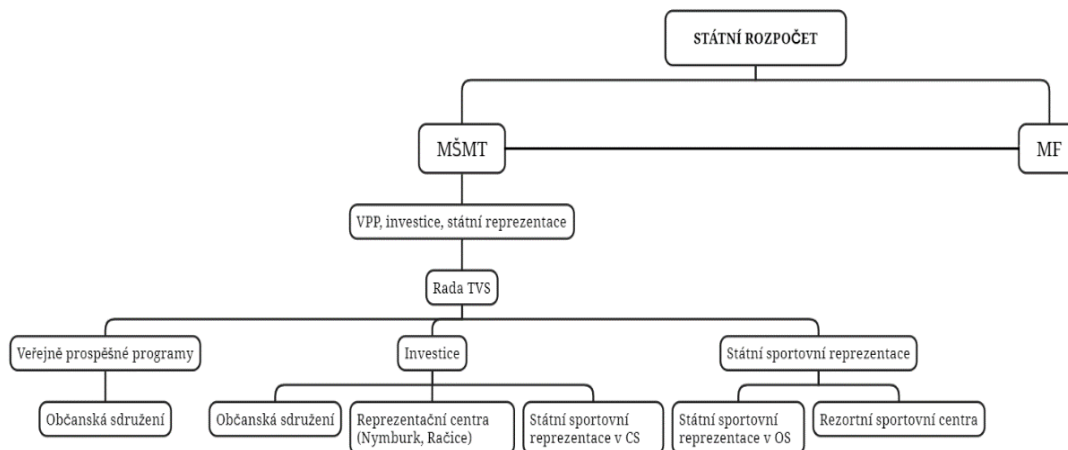 STÁTNÍ ROZPOČET
MŠMT
MF
VPP, investice, státní reprezentace
Rada TVS
Veřejně prospěšné programy
Investice
Státní sportovní reprezentace
Občanská sdružení
Občanská sdružení
Reprezentační centra
(Nymburk, Račice)
Státní sportovní
reprezentace v CS
Státní sportovní
reprezentace v OS
Rezortní sportovní centra